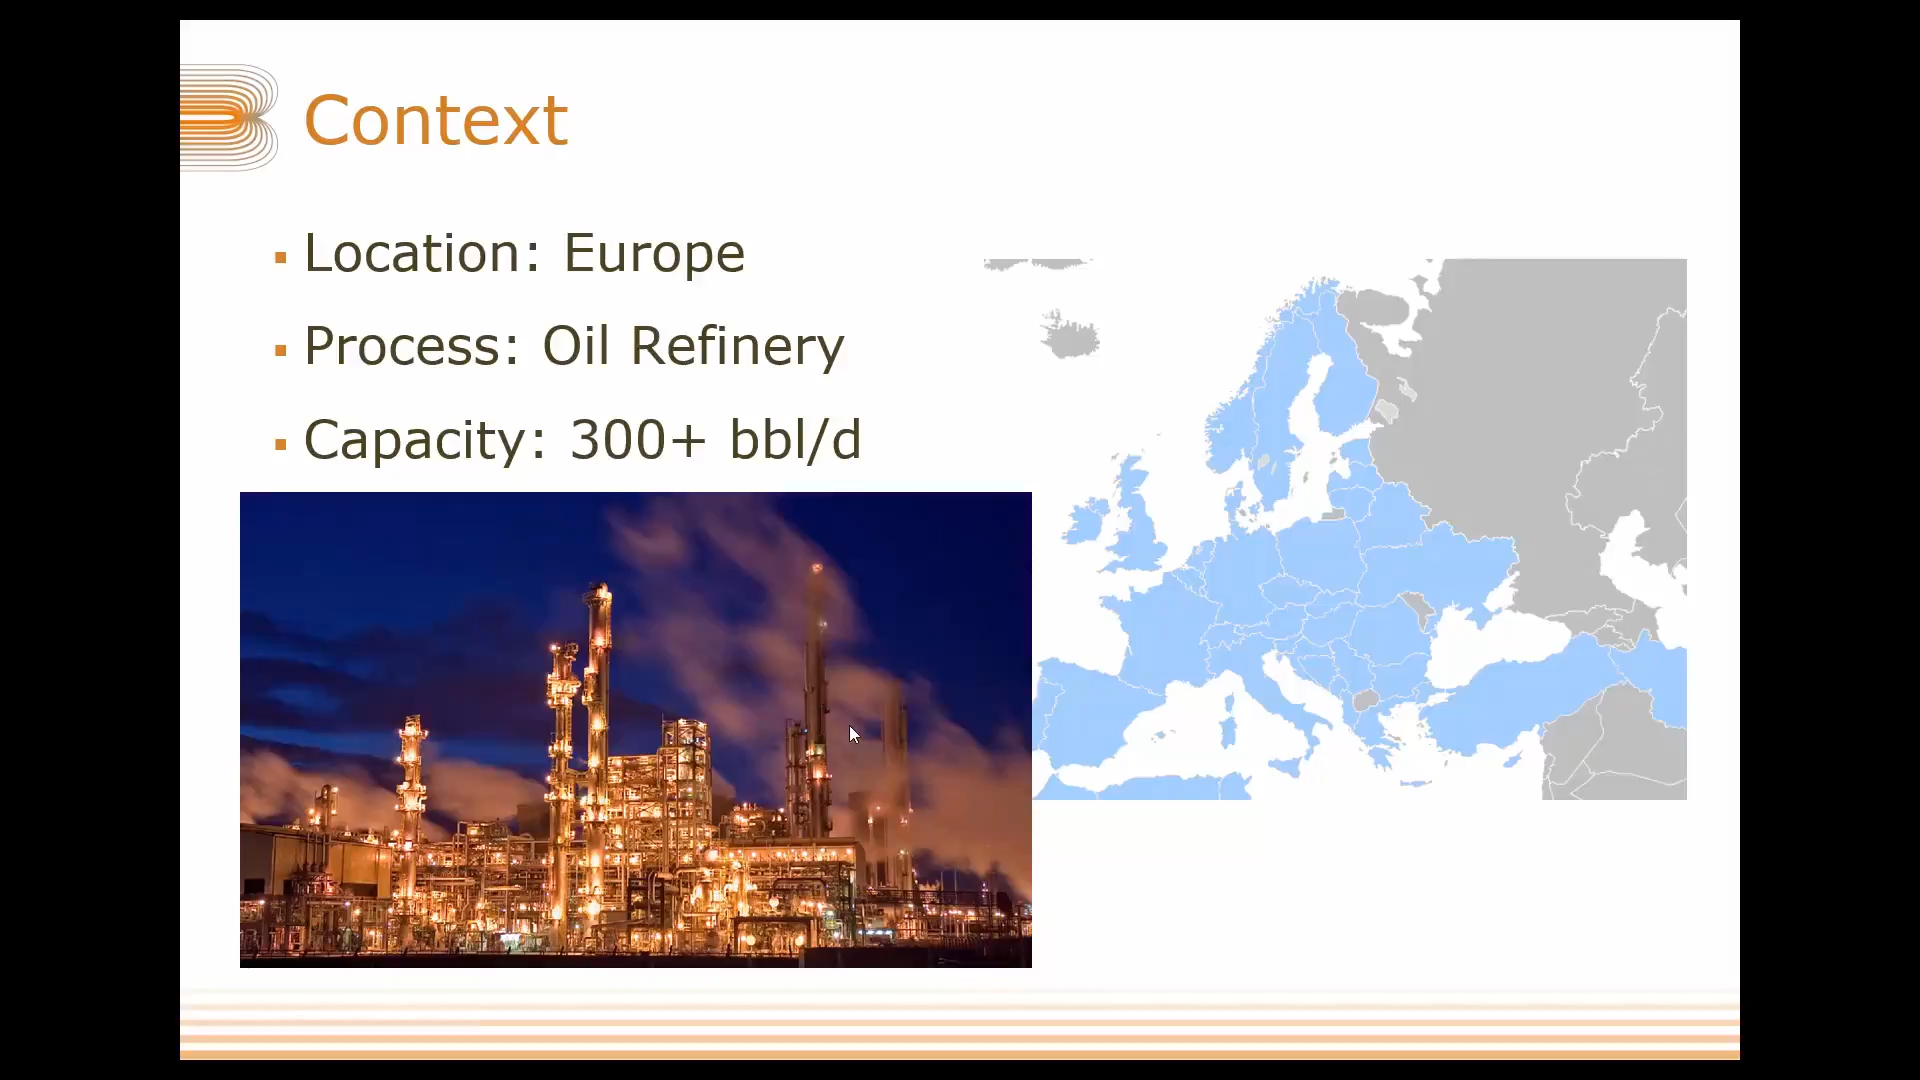 Context
Location: Europe
Process: Oil Refinery
Capacity: 300+ bbl/d